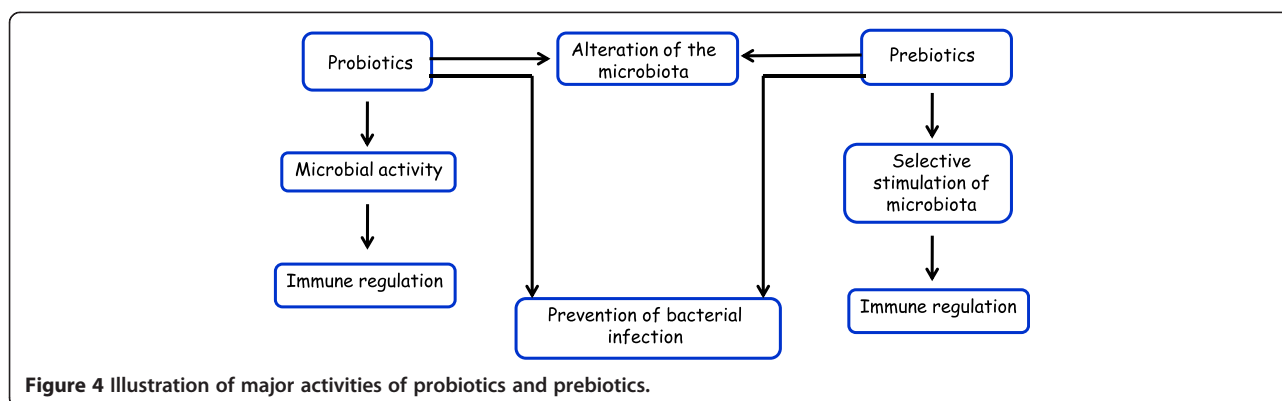 Probiotics
Alteration of the
microbiota
Prebiotics
Microbial activity
Selective
stimulation of
microbiota
Immune regulation
Immune regulation
Prevention of bacterial
infection
Figure 4 Illustration of major activities of probiotics and prebiotics.